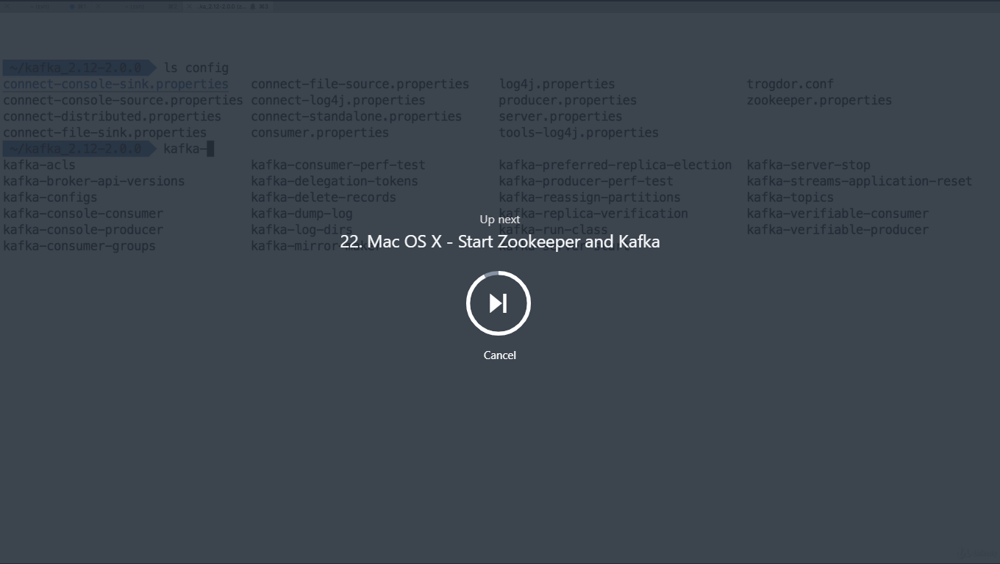 ~/kafka_2.12-2.0.0 ls config
connect-console-sink.properties connect-file-source.properties log4j.properties trogdor.conf
connect-console-source.properties connect-log4j.properties producer.properties zookeeper.properties
connect-distributed.properties connect-standalone.properties server.properties
connect-file-sink.properties consumer.properties tools-log4j.properties
~/kafka_2.12-2.0.0 kafka-
kafka-acls kafka-consumer-perf-test kafka-preferred-replica-election kafka-server-stop
kafka-broker-api-versions kafka-delegation-tokens kafka-producer-perf-test kafka-streams-application-reset
kafka-configs kafka-delete-records kafka-reassign-partitions kafka-topics
kafka-console-consumer kafka-dump-log kafka-replica-verification kafka-verifiable-consumer
Up next
kafka-console-producer kafka-log-dirs kafka-run-class kafka-verifiable-producer
22. Mac OS X - Start Zookeeper and Kafka
kafka-consumer-groups kafka-mirror-maker kafka-server-start
Cancel